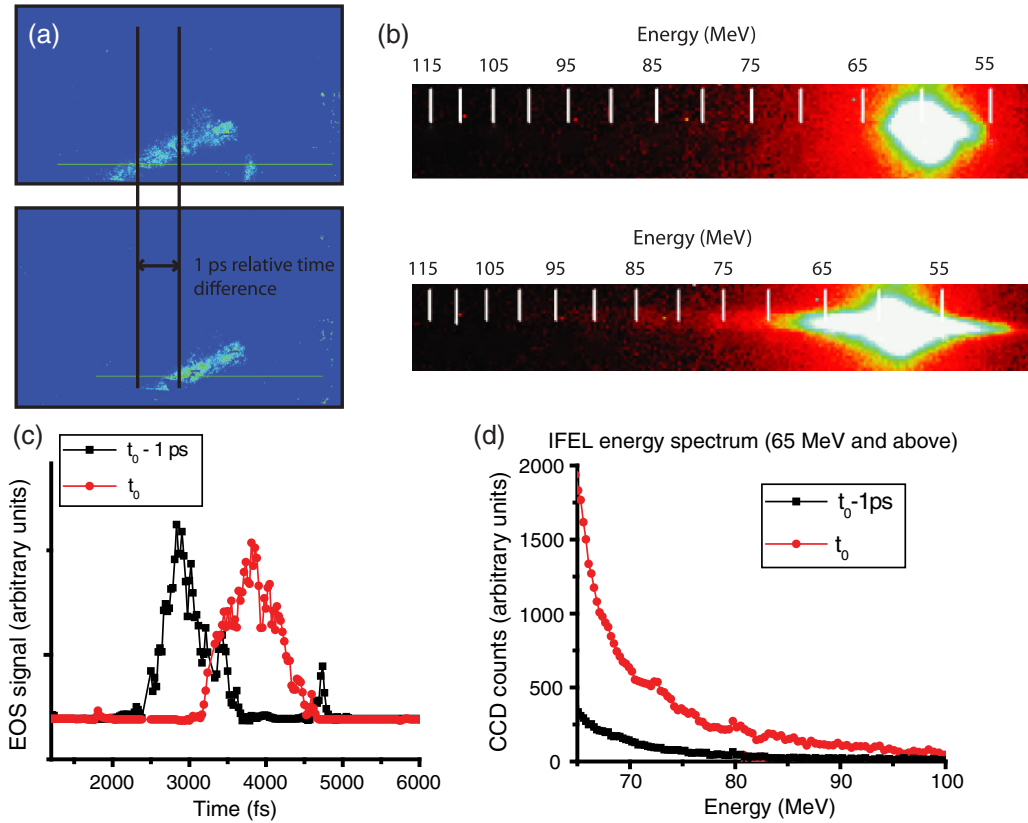 (a)
1 ps relative time
difference
(b)
Energy (MeV)
115 105 95 85 75 65 55
Energy (MeV)
115 105 95 85 75 65 55
(c)
t₀ - 1 ps
t₀
EOS signal (arbitrary units)
2000 3000 4000 5000 6000
Time (fs)
(d)
IFEL energy spectrum (65 MeV and above)
t₀-1ps
t₀
CCD counts (arbitrary units)
2000
1500
1000
500
0
70 80 90 100
Energy (MeV)